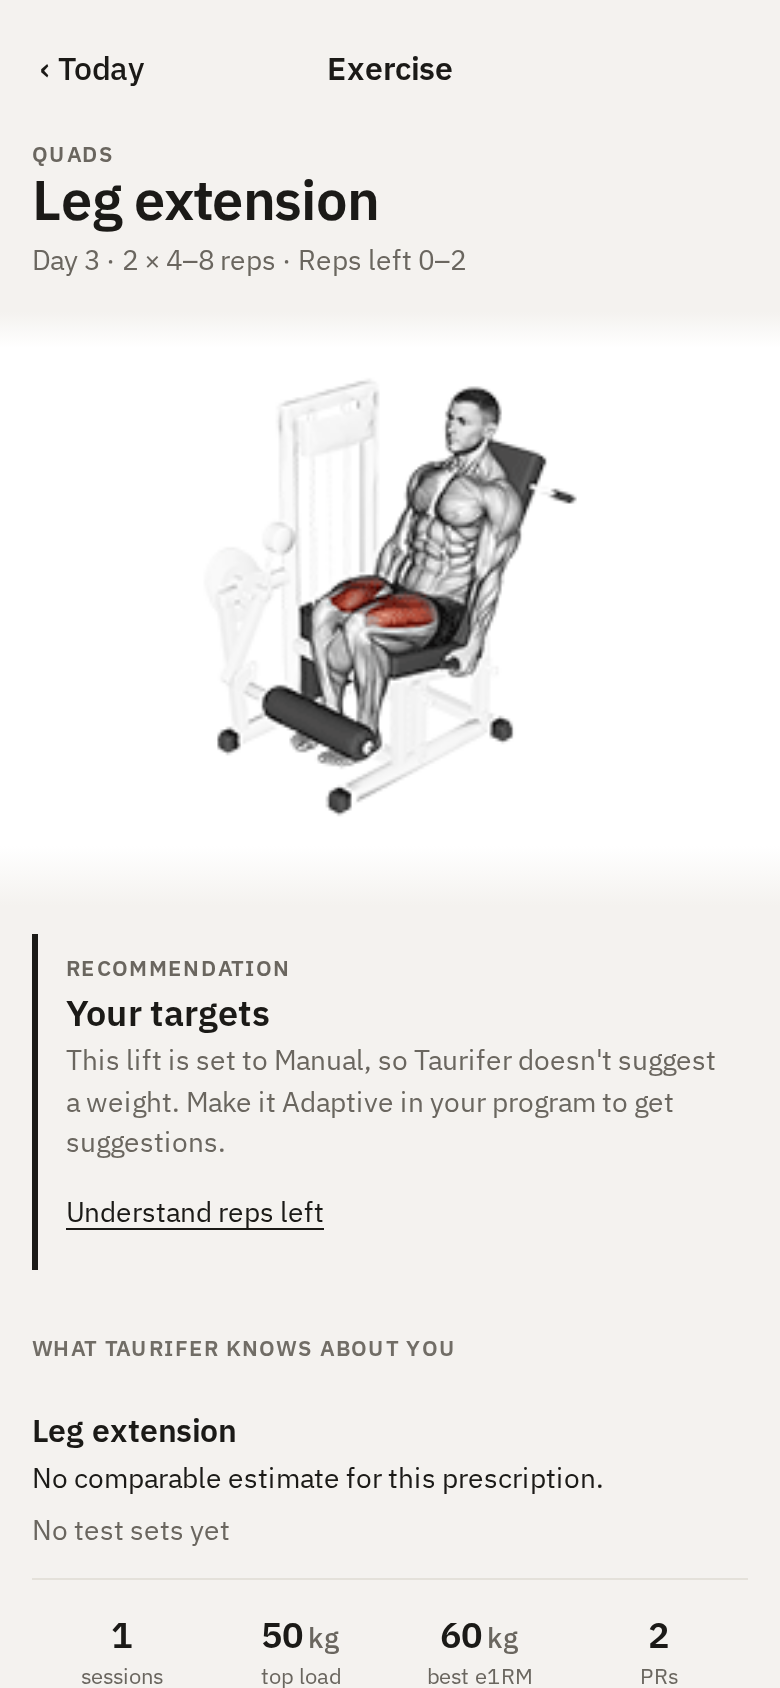 ‹ Today
Exercise
QUADS
Leg extension
Day 3 · 2 × 4–8 reps · Reps left 0–2
RECOMMENDATION
Your targets
This lift is set to Manual, so Taurifer doesn't suggest
a weight. Make it Adaptive in your program to get
suggestions.
Understand reps left
WHAT TAURIFER KNOWS ABOUT YOU
Leg extension
No comparable estimate for this prescription.
No test sets yet
1 50 kg 60 kg 2
sessions top load best e1RM PRs